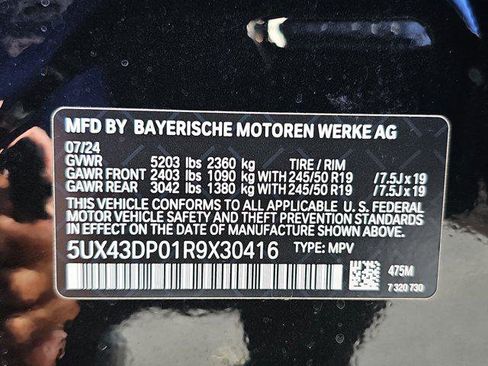 MFD BY BAYERISCHE MOTOREN WERKE AG
07/24
GVWR 5203 lbs 2360 kg TIRE / RIM
GAWR FRONT 2403 lbs 1090 kg WITH 245/50 R19 /7.5J x 19
GAWR REAR 3042 lbs 1380 kg WITH 245/50 R19 /7.5J x 19
THIS VEHICLE CONFORMS TO ALL APPLICABLE U. S. FEDERAL
MOTOR VEHICLE SAFETY AND THEFT PREVENTION STANDARDS
IN EFFECT ON THE DATE OF MANUFACTURE SHOWN ABOVE.
5UX43DP01R9X30416 TYPE: MPV
475M
7 320 730